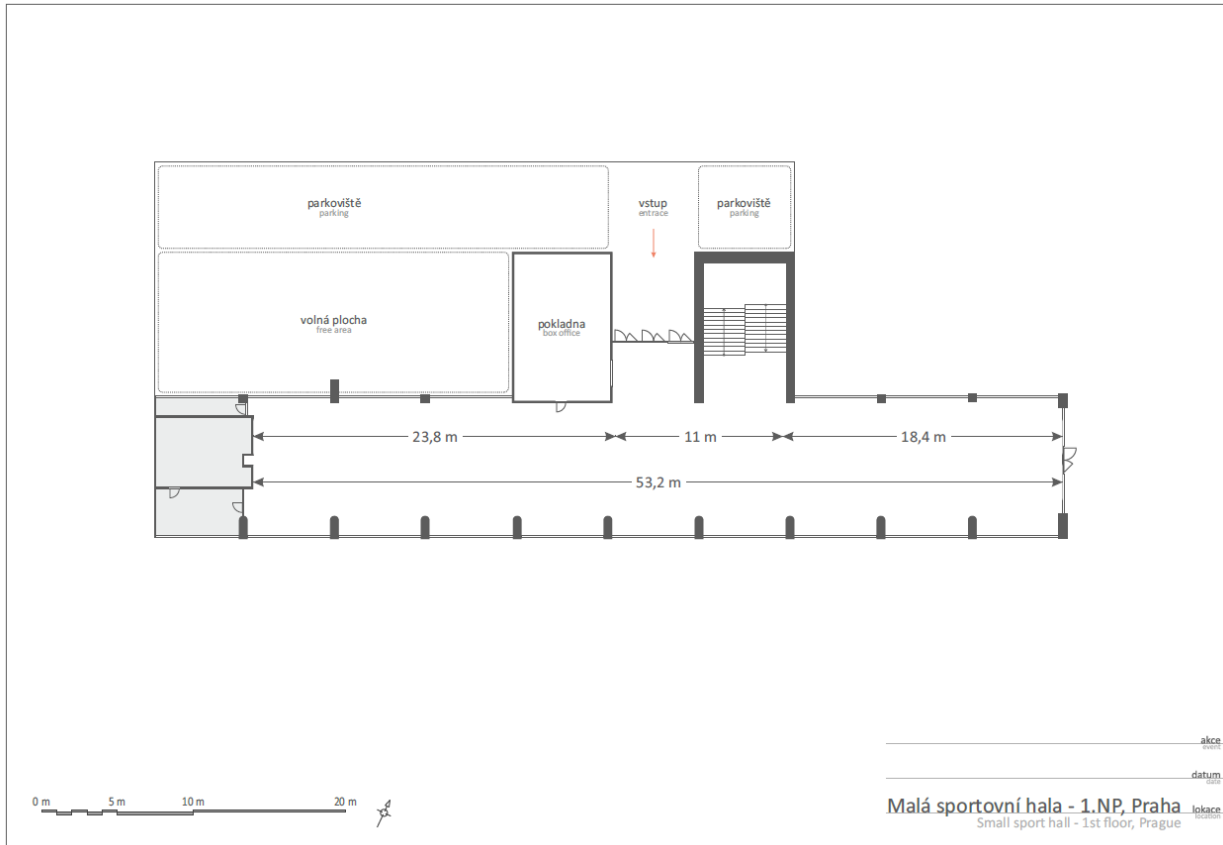 parkoviště
parking
vstup
entrace
parkoviště
parking
volná plocha
free area
pokladna
box office
23,8 m
11 m
18,4 m
53,2 m
akce
event
datum
date
0 m
5 m
10 m
20 m
Malá sportovní hala - 1.NP, Praha
lokace
location
Small sport hall - 1st floor, Prague